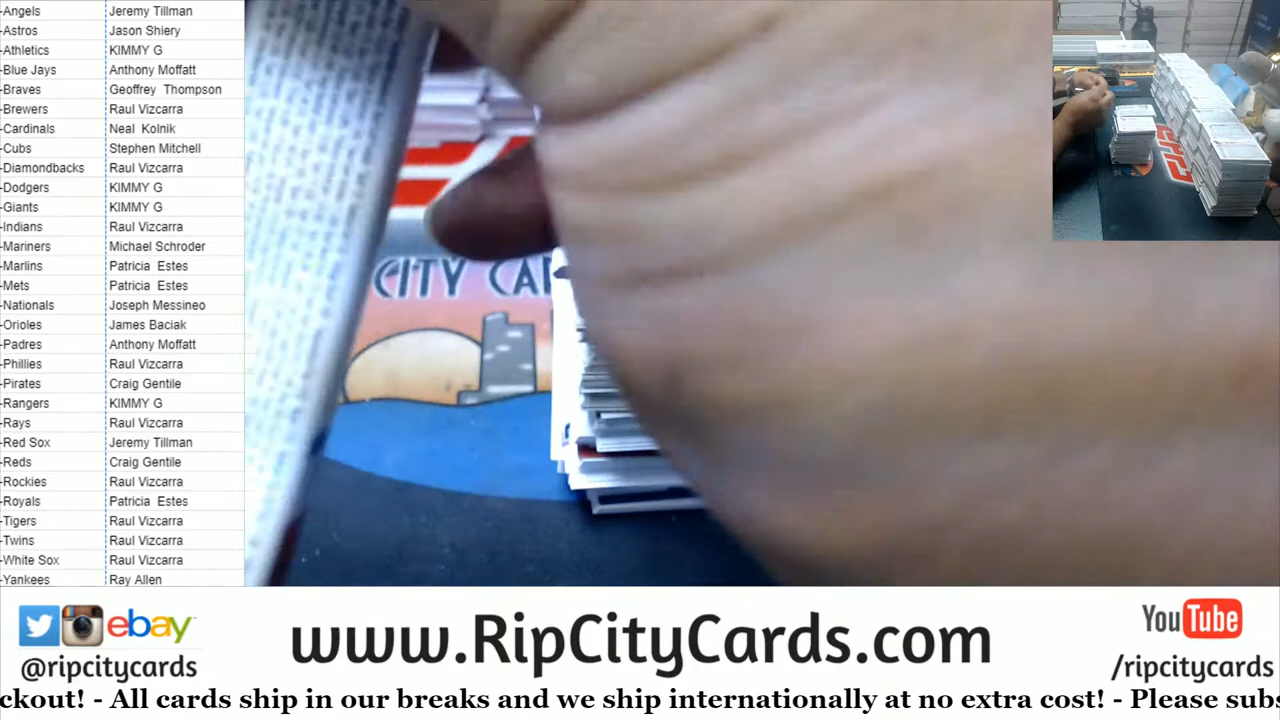 -Angels Jeremy Tillman
-Astros Jason Shiery
-Athletics KIMMY G
-Blue Jays Anthony Moffatt
-Braves Geoffrey Thompson
-Brewers Raul Vizcarra
-Cardinals Neal Kolnik
-Cubs Stephen Mitchell
-Diamondbacks Raul Vizcarra
-Dodgers KIMMY G
-Giants KIMMY G
-Indians Raul Vizcarra
-Mariners Michael Schroder
-Marlins Patricia Estes
-Mets Patricia Estes
-Nationals Joseph Messineo
-Orioles James Baciak
-Padres Anthony Moffatt
-Phillies Raul Vizcarra
-Pirates Craig Gentile
-Rangers KIMMY G
-Rays Raul Vizcarra
-Red Sox Jeremy Tillman
-Reds Craig Gentile
-Rockies Raul Vizcarra
-Royals Patricia Estes
-Tigers Raul Vizcarra
-Twins Raul Vizcarra
-White Sox Raul Vizcarra
-Yankees Ray Allen
CITY CA
ebay
@ripcitycards
www.RipCityCards.com
YouTube
/ripcitycards
ckout! - All cards ship in our breaks and we ship internationally at no extra cost! - Please subs